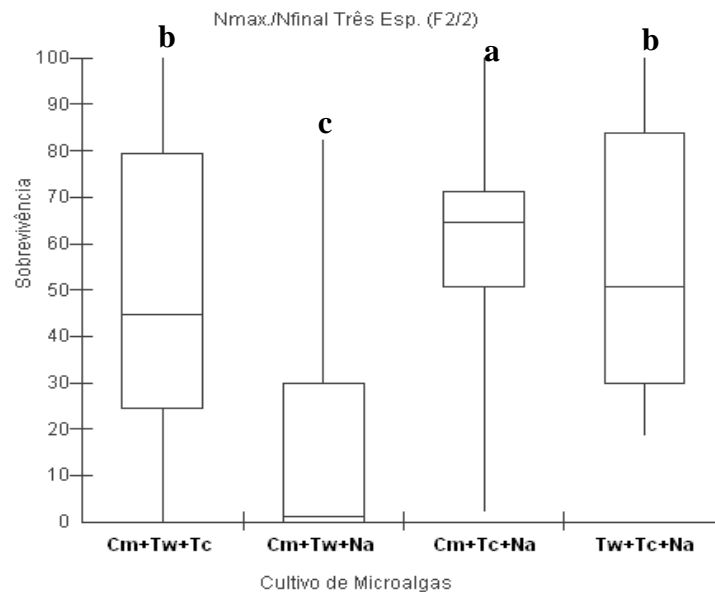 Nmax./Nfinal Três Esp. (F2/2)
b
c
a
b
100
90
80
70
60
50
40
30
20
10
0
Sobrevivência
Cm+Tw+Tc
Cm+Tw+Na
Cm+Tc+Na
Tw+Tc+Na
Cultivo de Microalgas